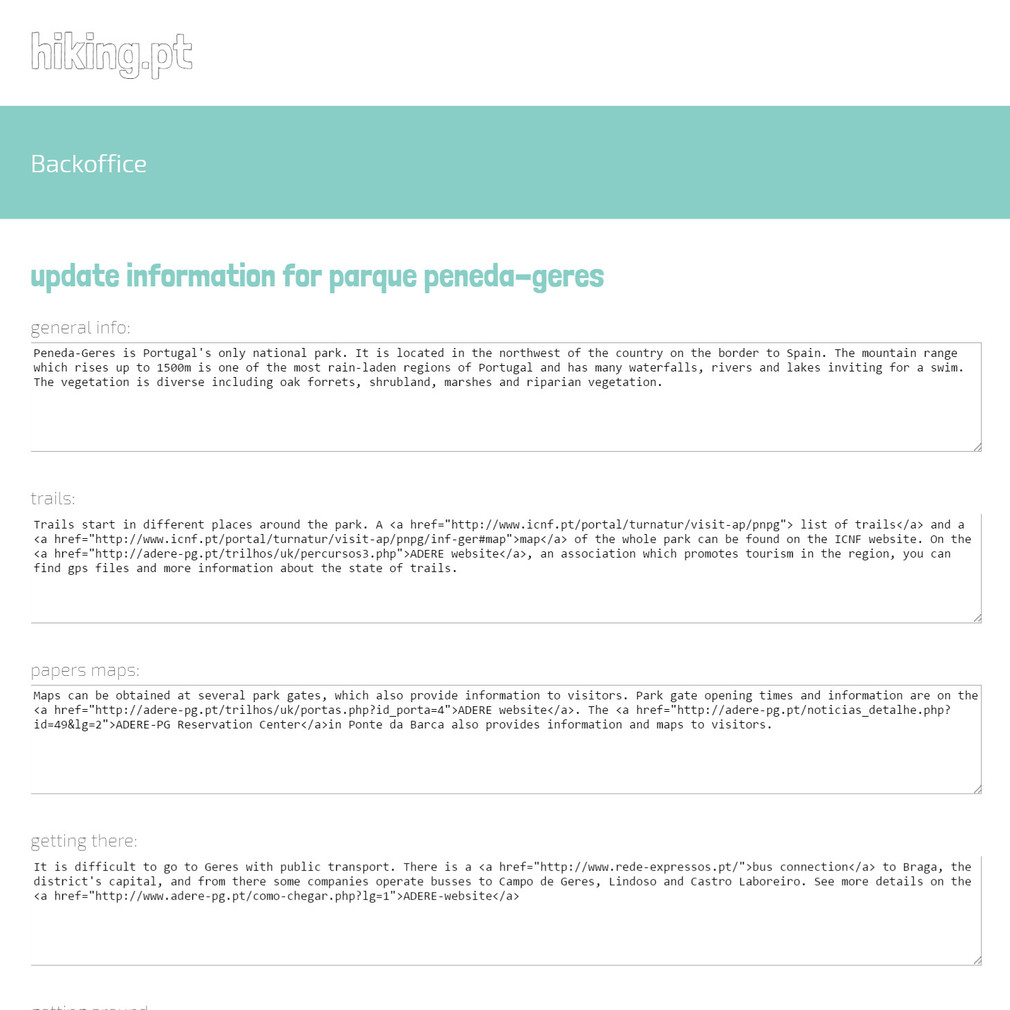 hiking.pt
Backoffice
update information for parque peneda-geres
general info:
Peneda-Geres is Portugal's only national park. It is located in the northwest of the country on the border to Spain. The mountain range
which rises up to 1500m is one of the most rain-laden regions of Portugal and has many waterfalls, rivers and lakes inviting for a swim.
The vegetation is diverse including oak forrets, shrubland, marshes and riparian vegetation.
trails:
Trails start in different places around the park. A <a href="http://www.icnf.pt/portal/turnatur/visit-ap/pnpg"> list of trails</a> and a
<a href="http://www.icnf.pt/portal/turnatur/visit-ap/pnpg/inf-ger#map">map</a> of the whole park can be found on the ICNF website. On the
<a href="http://adere-pg.pt/trilhos/uk/percursos3.php">ADERE website</a>, an association which promotes tourism in the region, you can
find gps files and more information about the state of trails.
papers maps:
Maps can be obtained at several park gates, which also provide information to visitors. Park gate opening times and information are on the
<a href="http://adere-pg.pt/trilhos/uk/portas.php?id_porta=4">ADERE website</a>. The <a href="http://adere-pg.pt/noticias_detalhe.php?
id=49&lg=2">ADERE-PG Reservation Center</a>in Ponte da Barca also provides information and maps to visitors.
getting there:
It is difficult to go to Geres with public transport. There is a <a href="http://www.rede-expressos.pt/">bus connection</a> to Braga, the
district's capital, and from there some companies operate busses to Campo de Geres, Lindoso and Castro Laboreiro. See more details on the
<a href="http://www.adere-pg.pt/como-chegar.php?lg=1">ADERE-website</a>